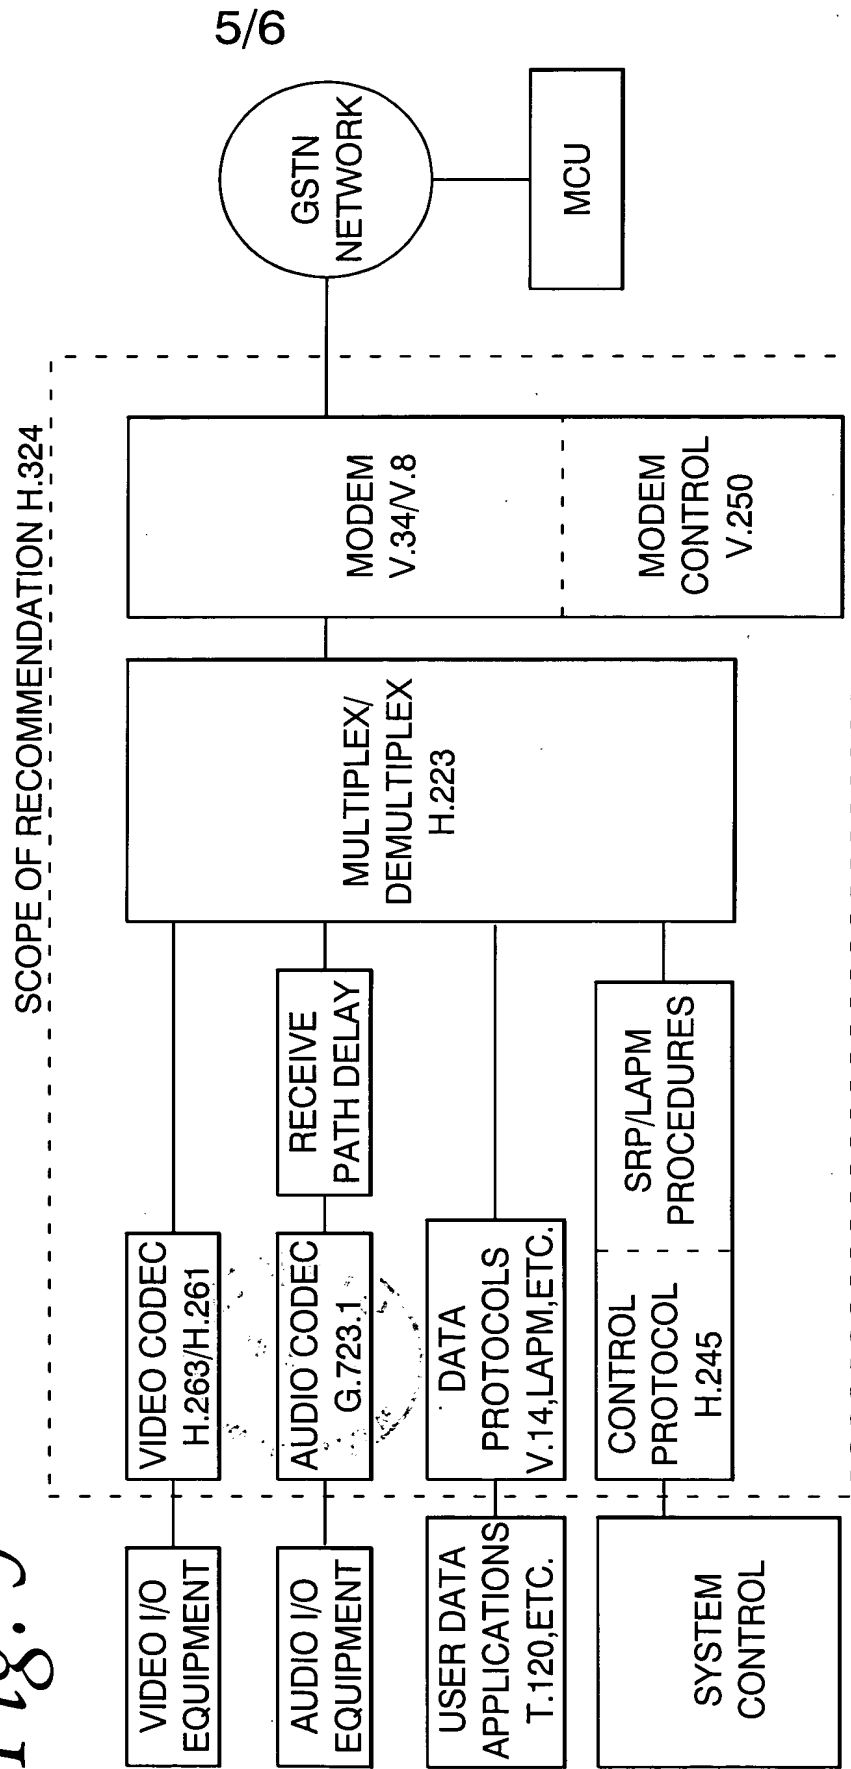 5/6
Fig. 5
SCOPE OF RECOMMENDATION H.324
VIDEO I/O
EQUIPMENT
VIDEO CODEC
H.263/H.261
AUDIO I/O
EQUIPMENT
AUDIO CODEC
G.723.1
RECEIVE
PATH DELAY
USER DATA
APPLICATIONS
T.120,ETC.
DATA
PROTOCOLS
V.14,LAPM,ETC.
SYSTEM
CONTROL
CONTROL
PROTOCOL
H.245
SRP/LAPM
PROCEDURES
MULTIPLEX/
DEMULTIPLEX
H.223
MODEM
V.34/V.8
MODEM
CONTROL
V.250
GSTN
NETWORK
MCU